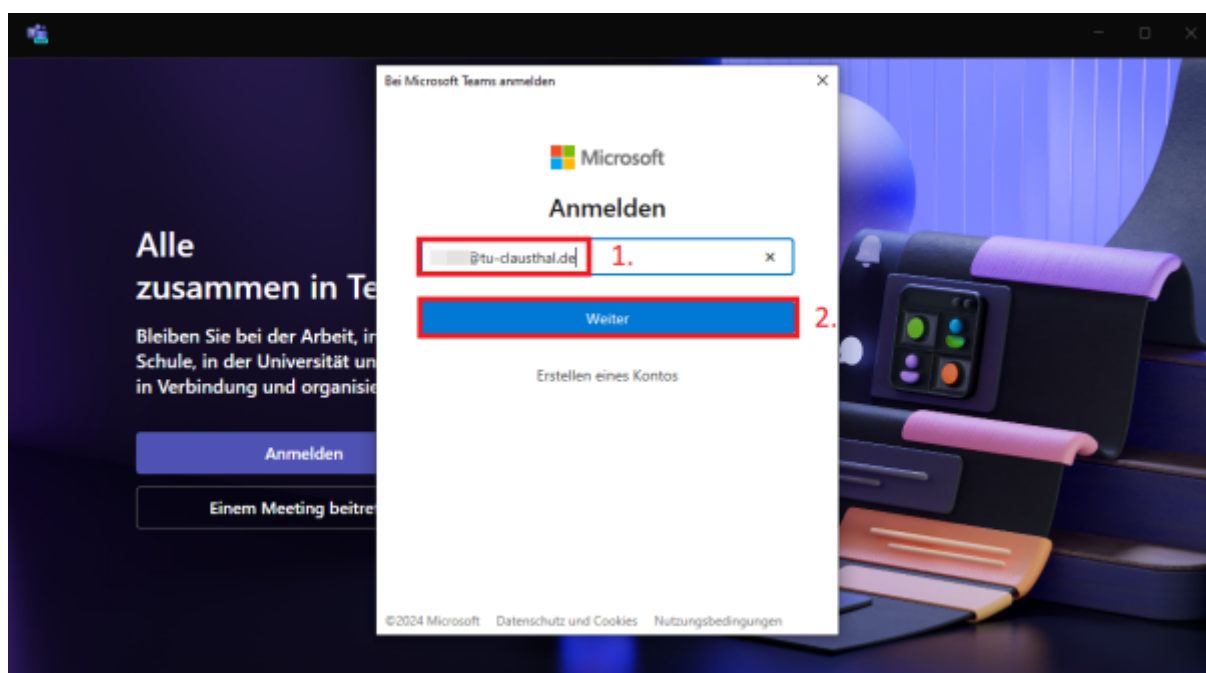 Bei Microsoft Teams anmelden
Microsoft
Anmelden
@tu-clausthal.de
1.
Weiter
2.
Erstellen eines Kontos
©2024 Microsoft Datenschutz und Cookies Nutzungsbedingungen
Alle
zusammen in Te
Bleiben Sie bei der Arbeit, in
Schule, in der Universität un
in Verbindung und organisie
Anmelden
Einem Meeting beitre